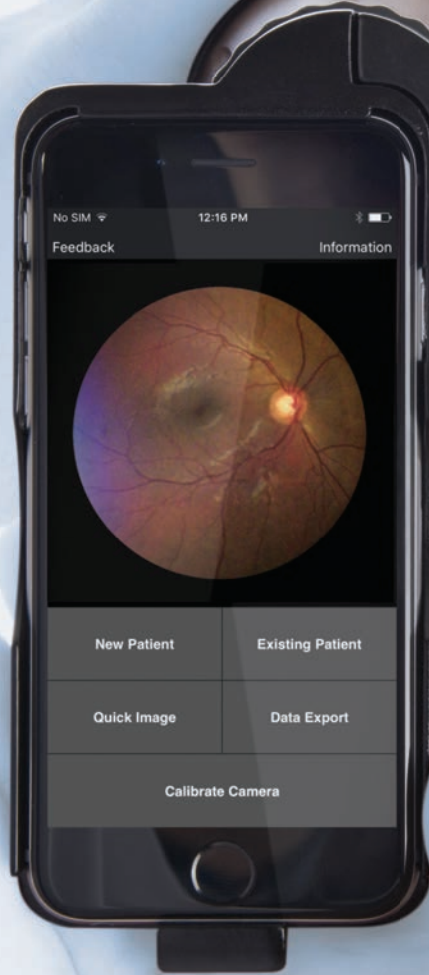 No SIM 12:16 PM
Feedback Information
New Patient Existing Patient
Quick Image Data Export
Calibrate Camera